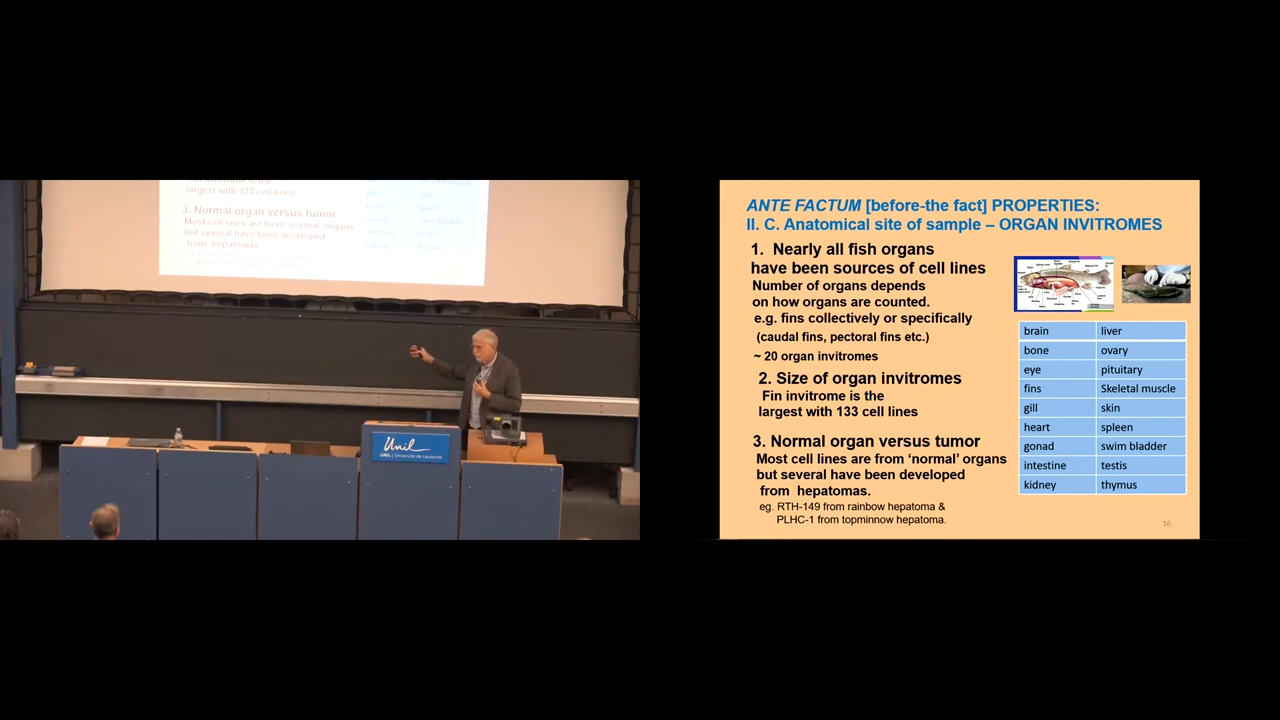 largest with 133 cell lines
3. Normal organ versus tumor
Most cell lines are from 'normal' organs
but several have been developed
from hepatomas.
Unil
UNIL | Université de Lausanne
ANTE FACTUM [before-the fact] PROPERTIES:
II. C. Anatomical site of sample – ORGAN INVITROMES
1. Nearly all fish organs
have been sources of cell lines
Number of organs depends
on how organs are counted.
e.g. fins collectively or specifically
(caudal fins, pectoral fins etc.)
~ 20 organ invitromes
2. Size of organ invitromes
Fin invitrome is the
largest with 133 cell lines
3. Normal organ versus tumor
Most cell lines are from ‘normal’ organs
but several have been developed
from hepatomas.
eg. RTH-149 from rainbow hepatoma &
PLHC-1 from topminnow hepatoma.
brain liver
bone ovary
eye pituitary
fins Skeletal muscle
gill skin
heart spleen
gonad swim bladder
intestine testis
kidney thymus
16